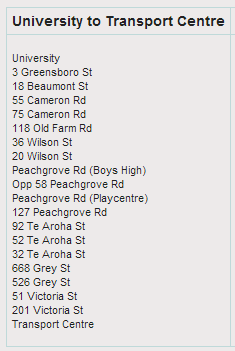 University to Transport Centre
University
3 Greensboro St
18 Beaumont St
55 Cameron Rd
75 Cameron Rd
118 Old Farm Rd
36 Wilson St
20 Wilson St
Peachgrove Rd (Boys High)
Opp 58 Peachgrove Rd
Peachgrove Rd (Playcentre)
127 Peachgrove Rd
92 Te Aroha St
52 Te Aroha St
32 Te Aroha St
668 Grey St
526 Grey St
51 Victoria St
201 Victoria St
Transport Centre